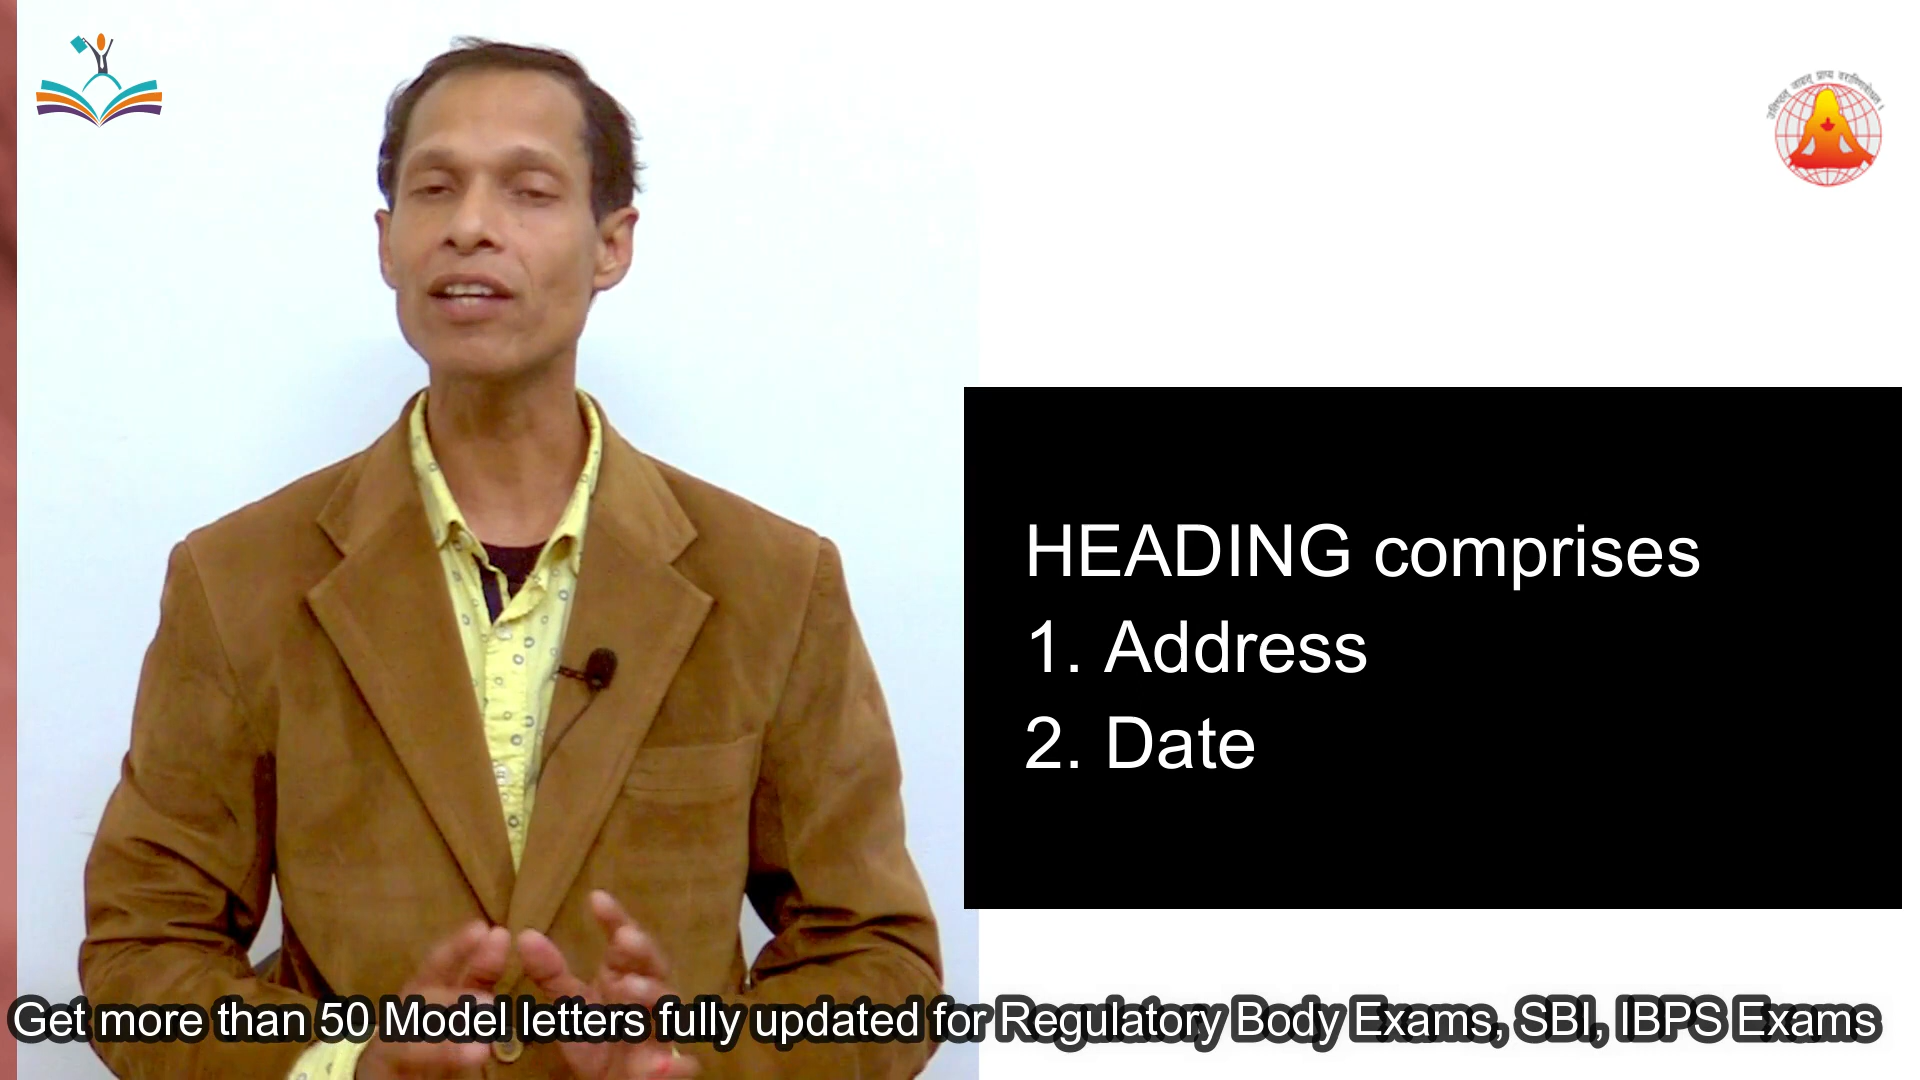 HEADING comprises
1. Address
2. Date
Get more than 50 Model letters fully updated for Regulatory Body Exams, SBI, IBPS Exams